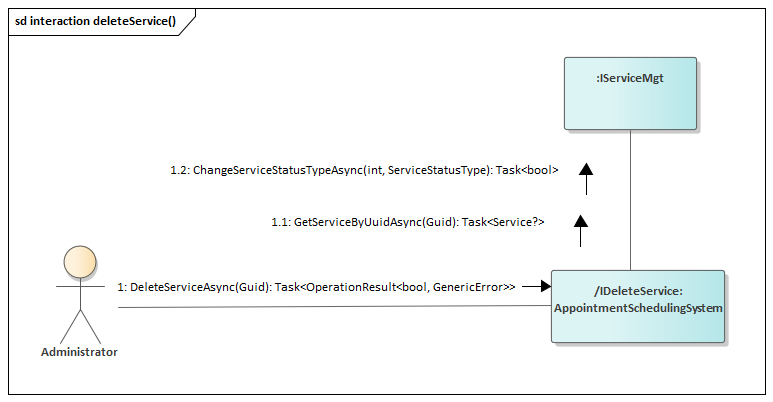 sd interaction deleteService()
:IServiceMgt
1.2: ChangeServiceStatusTypeAsync(int, ServiceStatusType): Task<bool>
1.1: GetServiceByUuidAsync(Guid): Task<Service?>
1: DeleteServiceAsync(Guid): Task<OperationResult<bool, GenericError>>
/IDeleteService:
AppointmentSchedulingSystem
Administrator